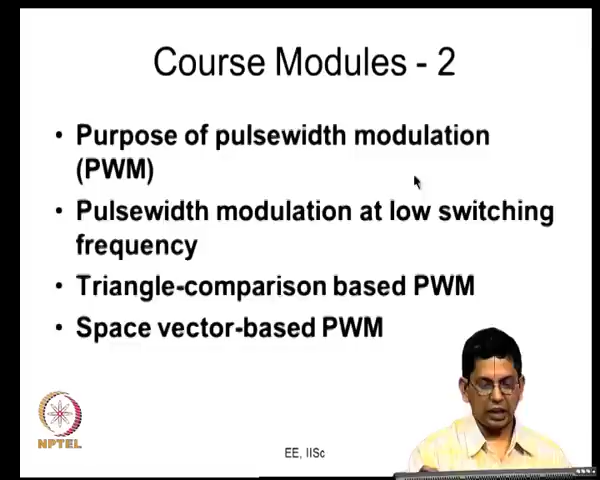 Course Modules - 2
• Purpose of pulsewidth modulation
(PWM)
• Pulsewidth modulation at low switching
frequency
• Triangle-comparison based PWM
• Space vector-based PWM
NPTEL
EE, IISc